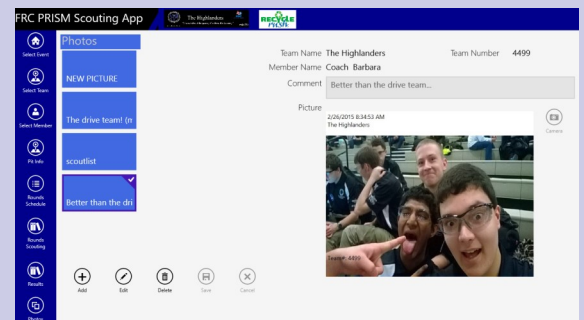 FRC PRISM Scouting App
The Highlanders
RECYCLE
RUSH
Select Event
Select Team
Select Member
Pit Info
Rounds
Schedule
Rounds
Scouting
Results
Photos
Photos
NEW PICTURE
The drive team! (m
scoutlist
Better than the dri
Add
Edit
Delete
Save
Cancel
Team Name The Highlanders Team Number 4499
Member Name Coach Barbara
Comment Better than the drive team...
Picture
2/26/2015 8:34:53 AM
The Highlanders
Team# 4499
Camera